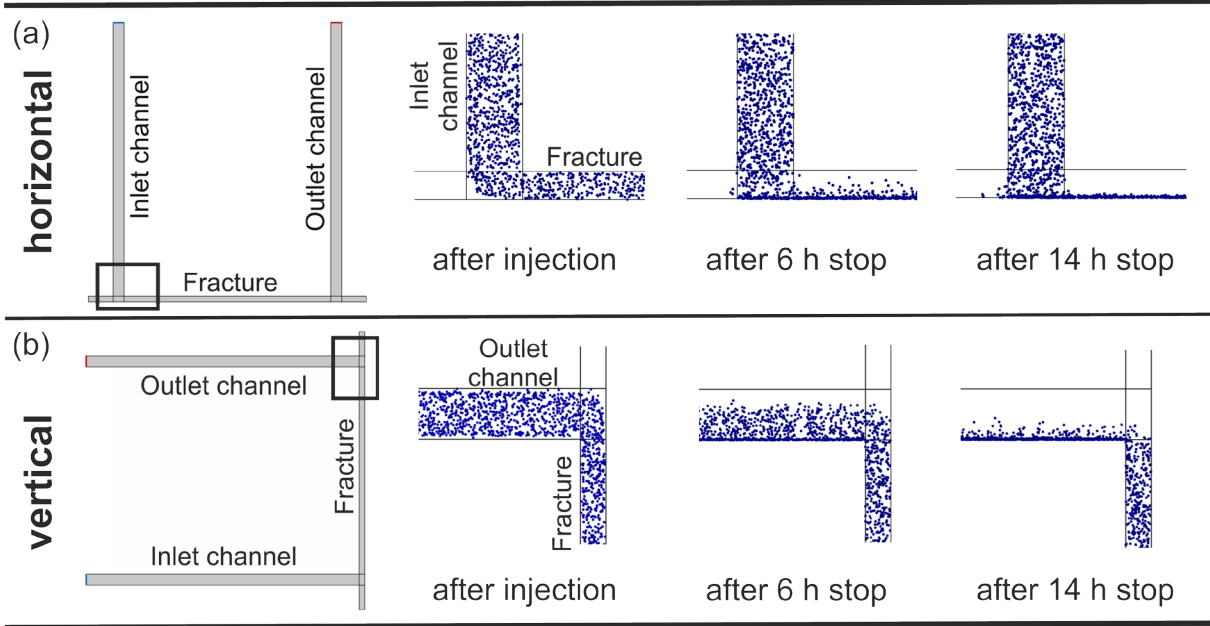 (a)
horizontal
Inlet channel
Outlet channel
Fracture
Inlet
channel
Fracture
after injection
after 6 h stop
after 14 h stop
(b)
vertical
Outlet channel
Fracture
Inlet channel
Outlet
channel
Fracture
after injection
after 6 h stop
after 14 h stop